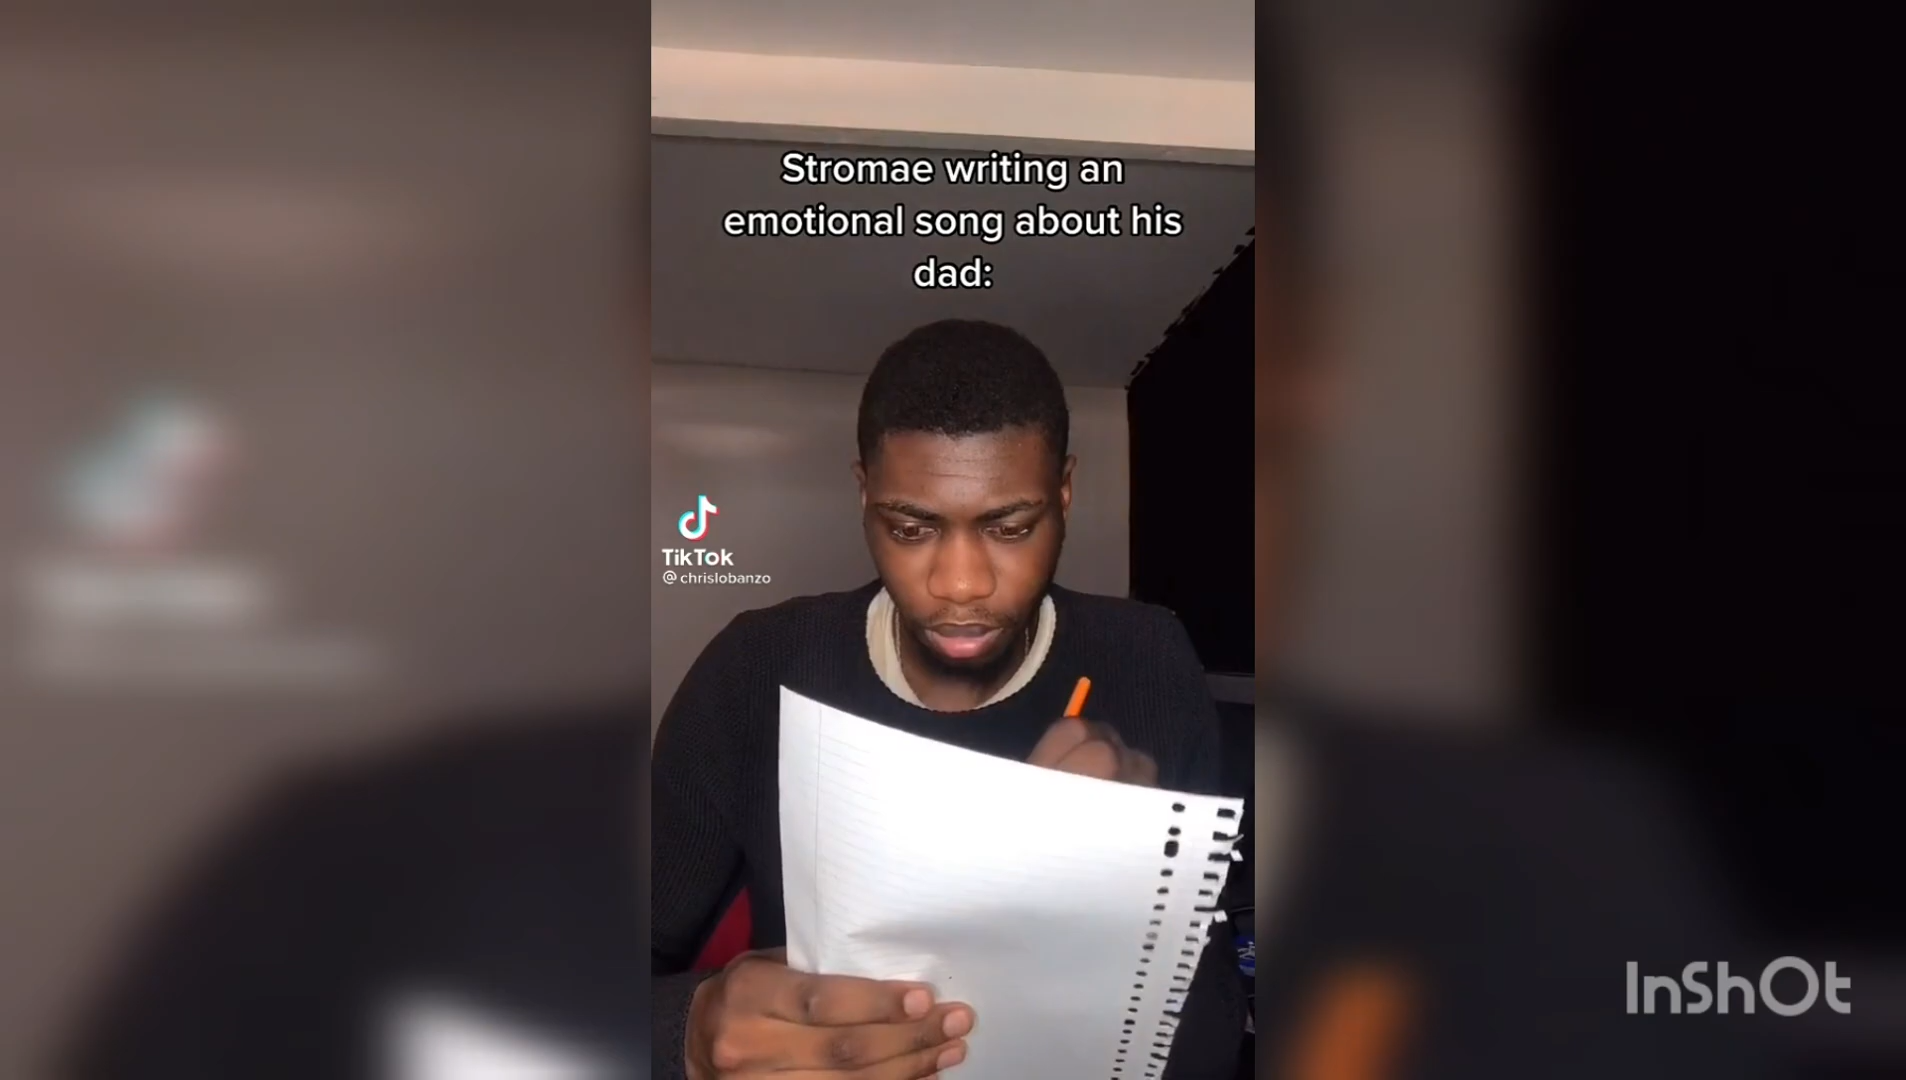 Stromae writing an
emotional song about his
dad:
TikTok
@chrislobanzo
InShOt